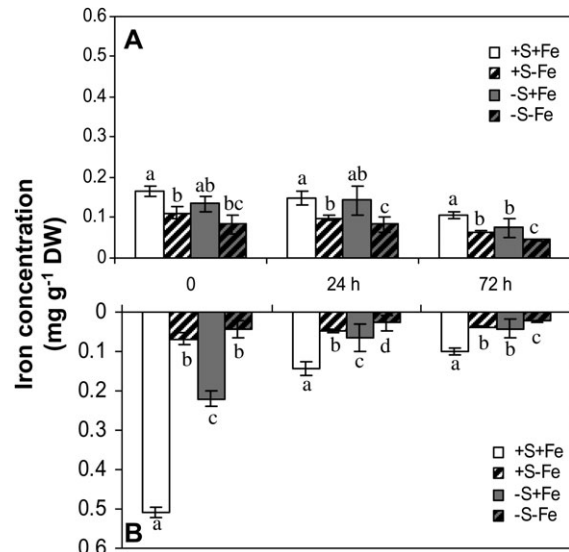 Iron concentration
(mg g⁻¹ DW)
0.6
0.5
0.4
0.3
0.2
0.1
0
A
+S+Fe
+S-Fe
-S+Fe
-S-Fe
a b ab bc
a b ab c
a b b c
0 24 h 72 h
0
0.1
0.2
0.3
0.4
0.5
0.6
a b c b
a b c d
a b b c
+S+Fe
+S-Fe
-S+Fe
-S-Fe
B